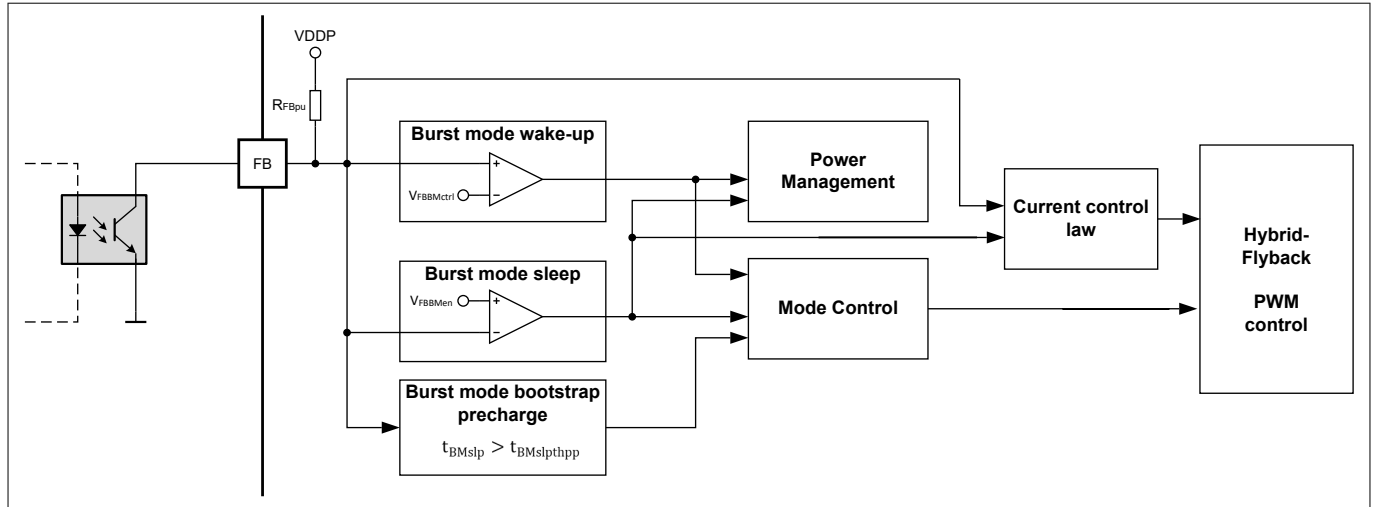 VDDP
RFBpu
FB
Burst mode wake-up
+
VFBBMctrl
−
Power
Management
Current control
law
Hybrid-
Flyback
PWM
control
Burst mode sleep
VFBBMen
+
−
Mode Control
Burst mode bootstrap
precharge
tBMslp > tBMslpthpp